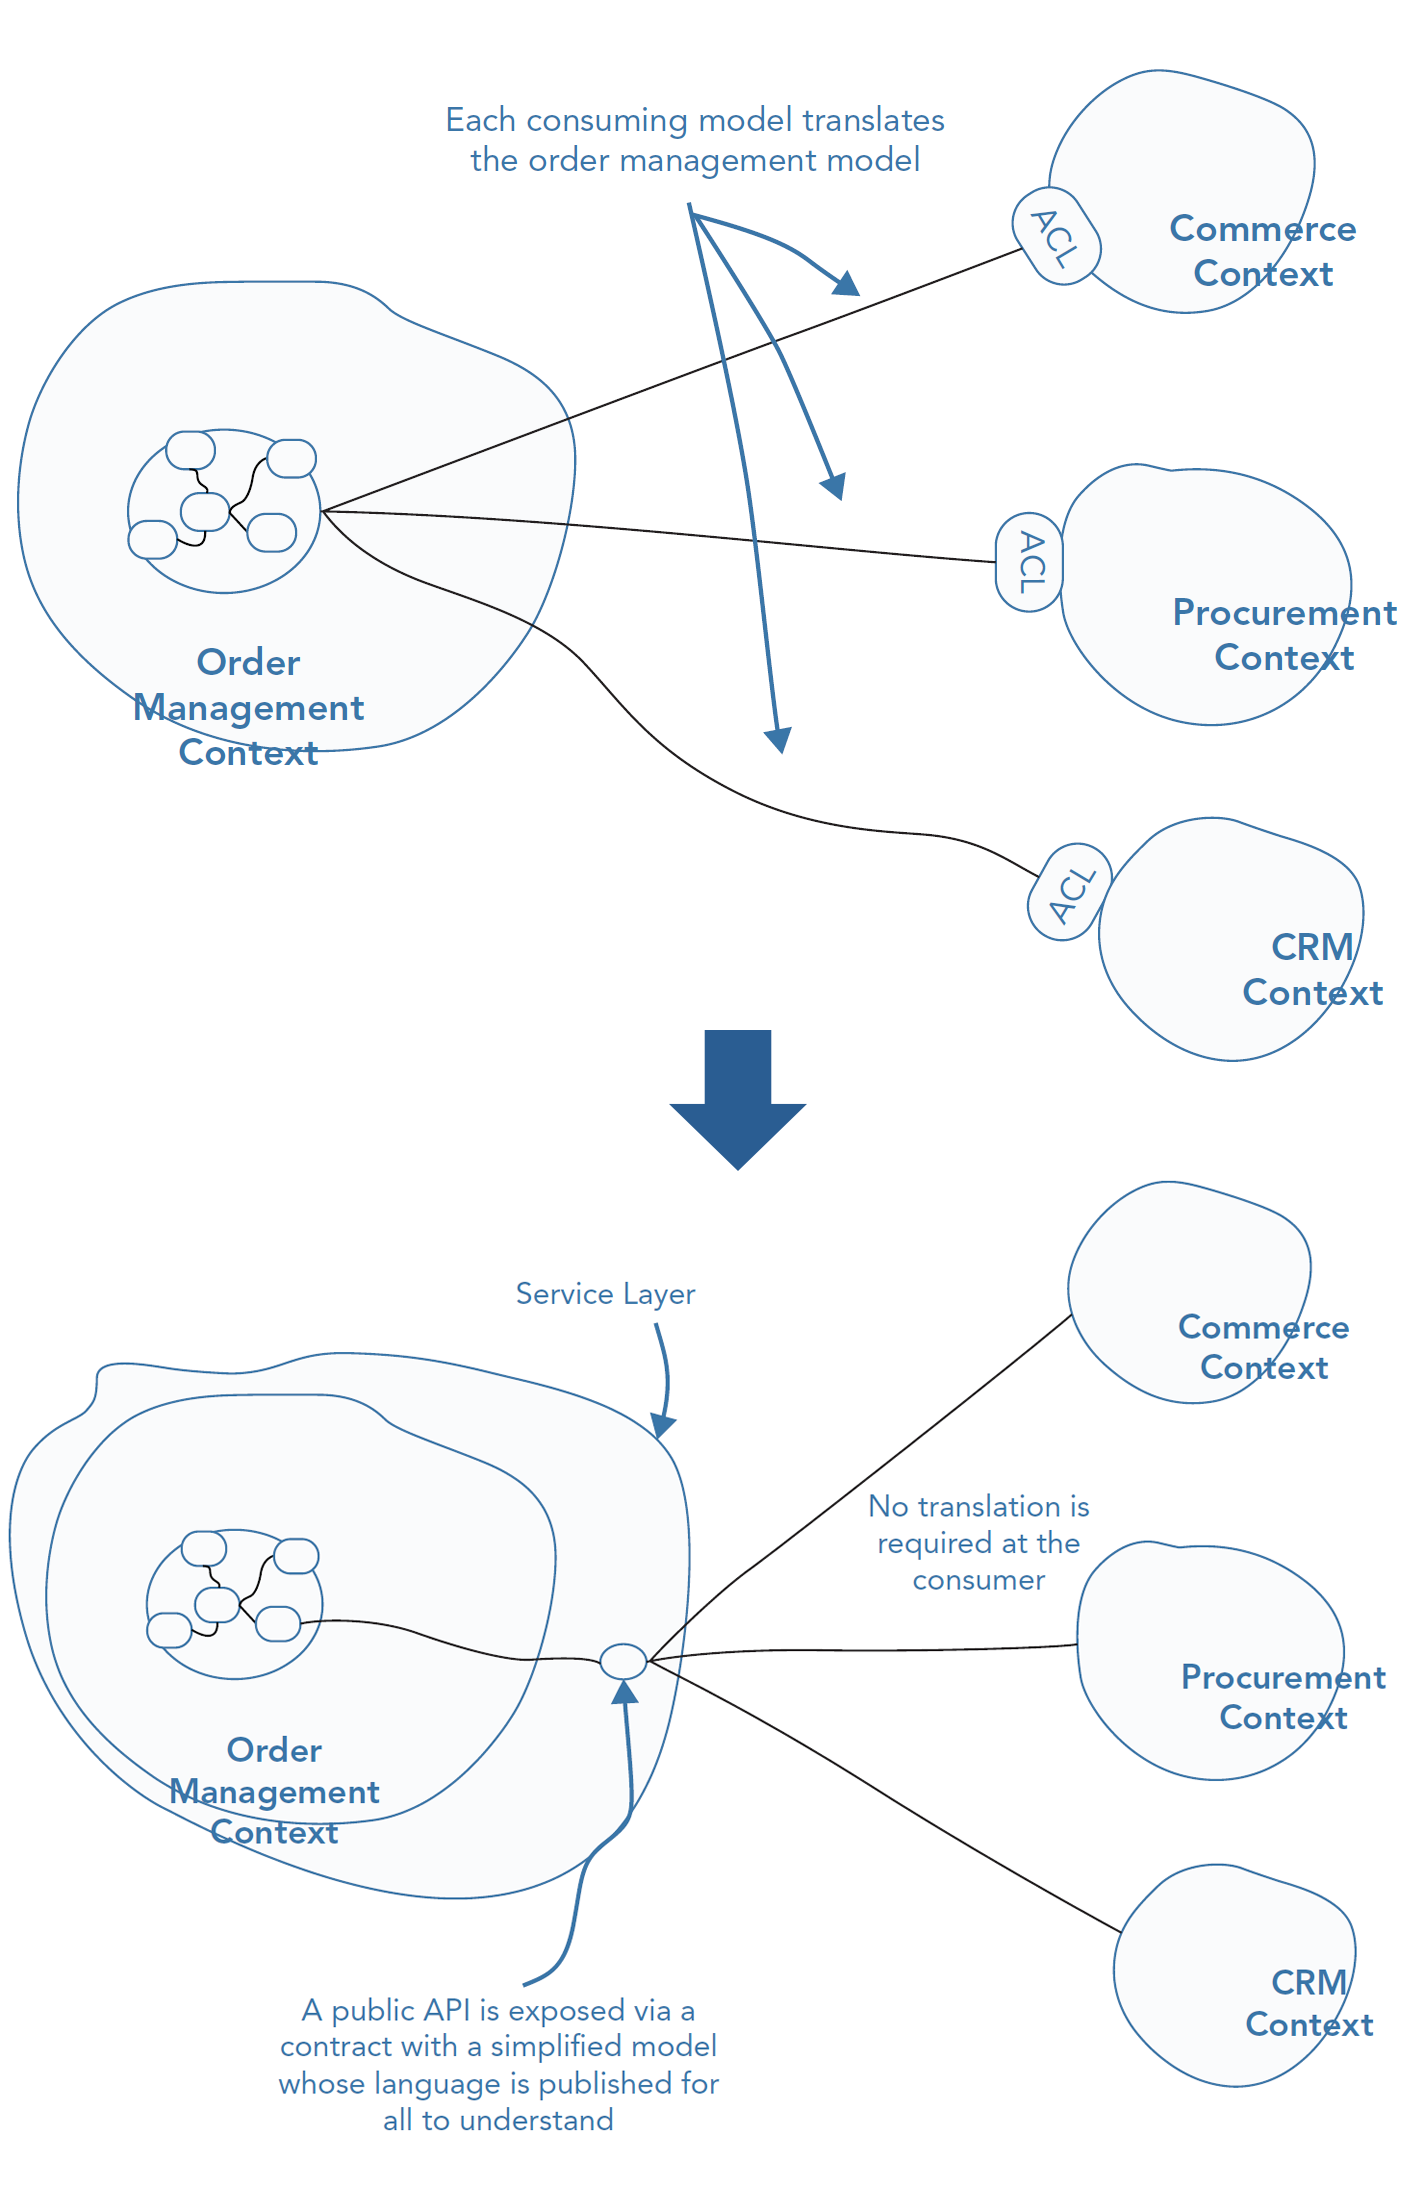 Each consuming model translates
the order management model
ACL
Commerce
Context
ACL
Procurement
Context
Order
Management
Context
ACL
CRM
Context
Service Layer
Commerce
Context
No translation is
required at the
consumer
Procurement
Context
Order
Management
Context
CRM
Context
A public API is exposed via a
contract with a simplified model
whose language is published for
all to understand